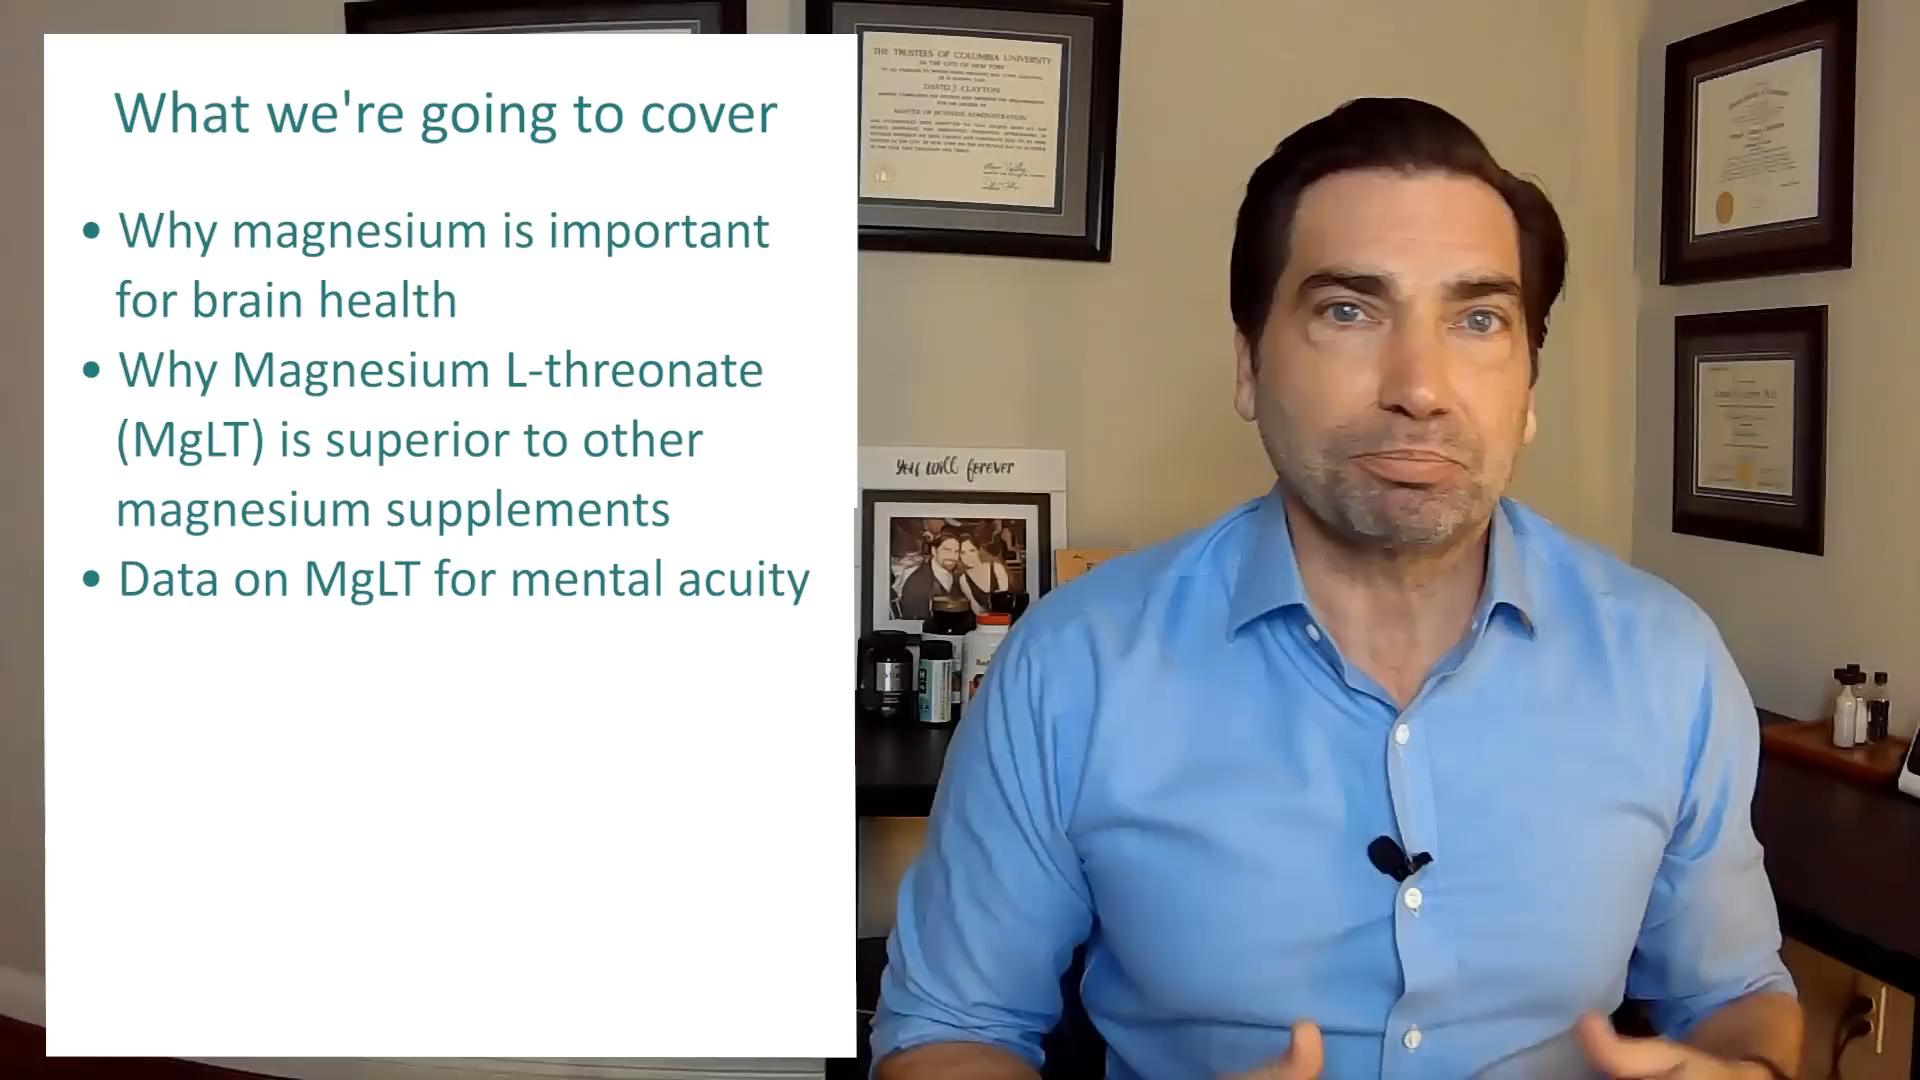 What we're going to cover
• Why magnesium is important
for brain health
• Why Magnesium L-threonate
(MgLT) is superior to other
magnesium supplements
• Data on MgLT for mental acuity
THE TRUSTEES OF COLUMBIA UNIVERSITY
IN THE CITY OF NEW YORK
DAVID J. CLAYTON
MASTER OF BUSINESS ADMINISTRATION
you will forever